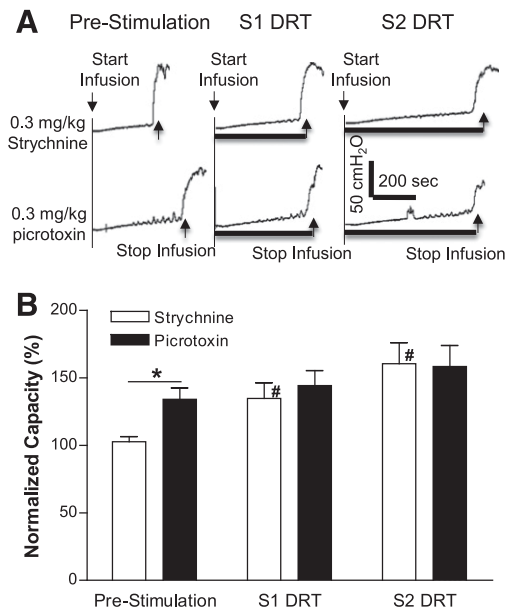 A
Pre-Stimulation S1 DRT S2 DRT
Start Infusion
Start Infusion
Start Infusion
0.3 mg/kg Strychnine
50 cmH2O
200 sec
0.3 mg/kg picrotoxin
Stop Infusion
Stop Infusion
Stop Infusion
B
Normalized Capacity (%)
200
150
100
50
0
Strychnine
Picrotoxin
*
#
#
Pre-Stimulation S1 DRT S2 DRT